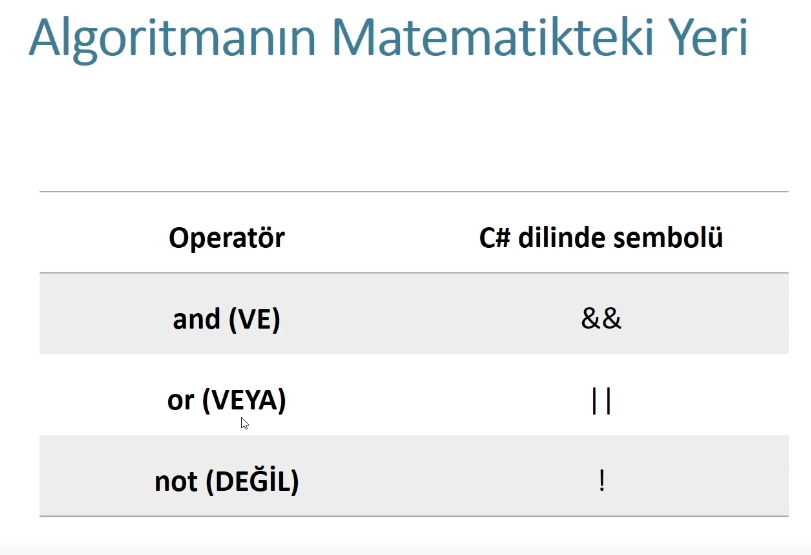 Algoritmanın Matematikteki Yeri
Operatör C# dilinde sembolü
and (VE) &&
or (VEYA) ||
not (DEĞİL) !